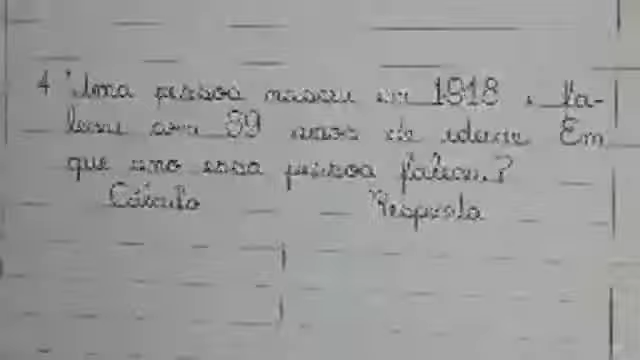 4 Uma pessoa nasceu em 1918 e fa-
leceu com 89 anos de idade Em
que ano essa pessoa faleceu?
Cálculo Resposta